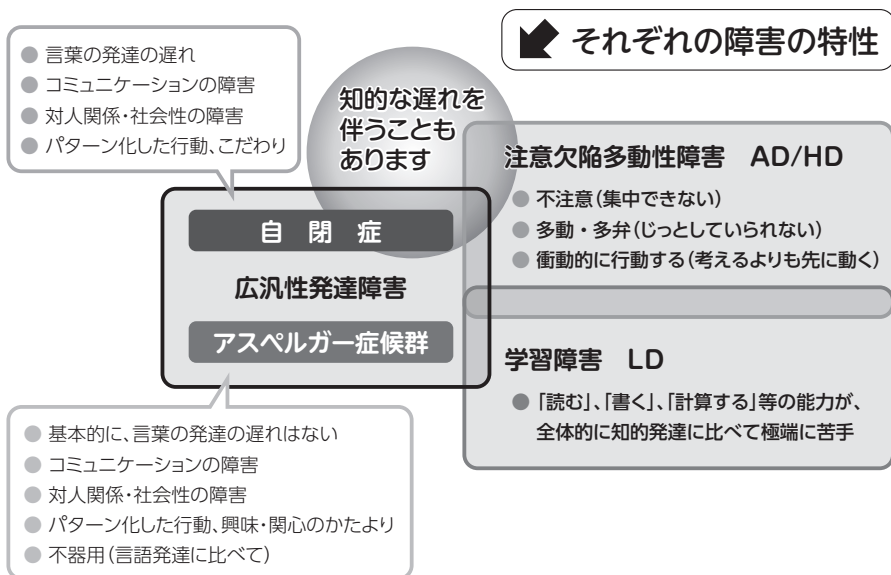 それぞれの障害の特性
● 言葉の発達の遅れ
● コミュニケーションの障害
● 対人関係・社会性の障害
● パターン化した行動、こだわり
知的な遅れを
伴うことも
あります
自 閉 症
広汎性発達障害
アスペルガー症候群
注意欠陥多動性障害 AD/HD
● 不注意(集中できない)
● 多動・多弁(じっとしていられない)
● 衝動的に行動する(考えるよりも先に動く)
学習障害 LD
● 「読む」、「書く」、「計算する」等の能力が、
全体的に知的発達に比べて極端に苦手
● 基本的に、言葉の発達の遅れはない
● コミュニケーションの障害
● 対人関係・社会性の障害
● パターン化した行動、興味・関心のかたより
● 不器用(言語発達に比べて)